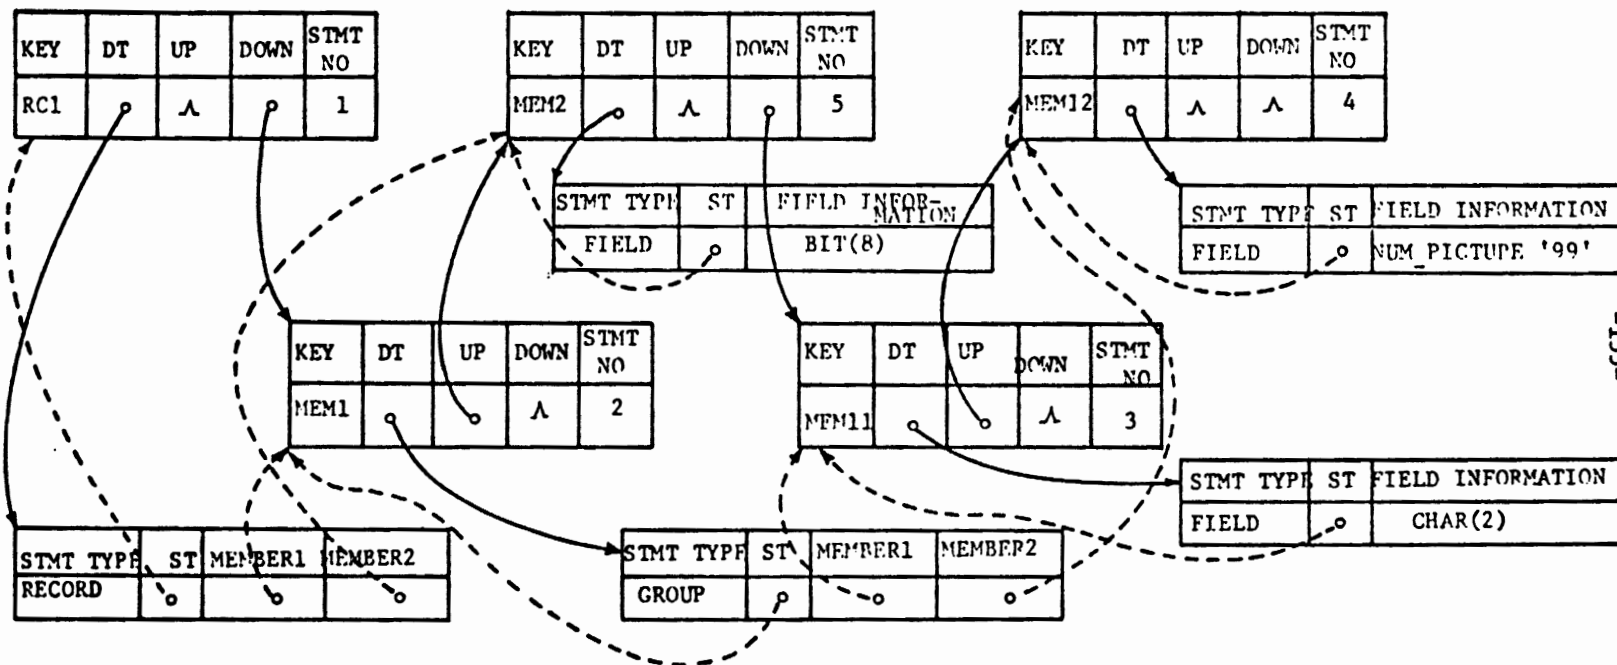 KEY DT UP DOWN STMT NO
RC1 Λ 1
KEY DT UP DOWN STMT NO
MEM2 Λ 5
KEY DT UP DOWN STMT NO
MEM12 Λ Λ 4
STMT TYPE ST FIELD INFOR-MATION
FIELD BIT(8)
STMT TYPE ST FIELD INFORMATION
FIELD NUM_PICTURE '99'
KEY DT UP DOWN STMT NO
MEM1 Λ 2
KEY DT UP DOWN STMT NO
MEM11 Λ 3
STMT TYPE ST FIELD INFORMATION
FIELD CHAR(2)
STMT TYPE ST MEMBER1 MEMBER2
RECORD
STMT TYPE ST MEMBER1 MEMBER2
GROUP